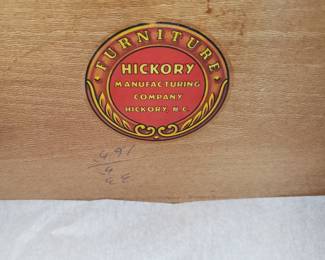 FURNITURE
HICKORY
MANUFACTURING
COMPANY
HICKORY, N.C.